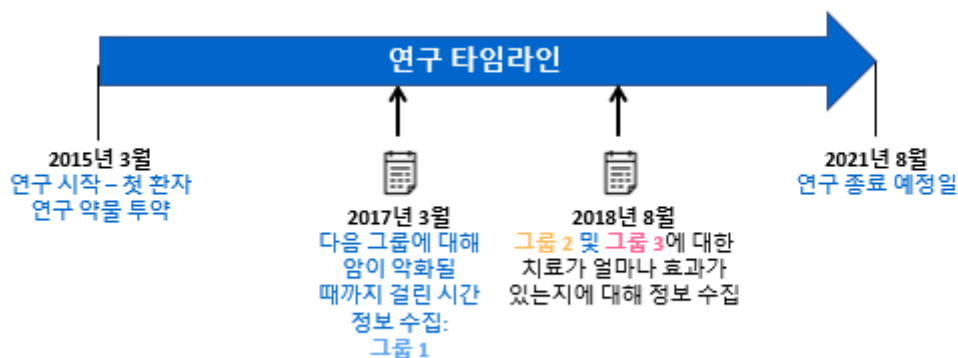 연구 타임라인
2015년 3월
연구 시작 – 첫 환자
연구 약물 투약
2017년 3월
다음 그룹에 대해
암이 악화될
때까지 걸린 시간
정보 수집:
그룹 1
2018년 8월
그룹 2 및 그룹 3에 대한
치료가 얼마나 효과가
있는지에 대해 정보 수집
2021년 8월
연구 종료 예정일